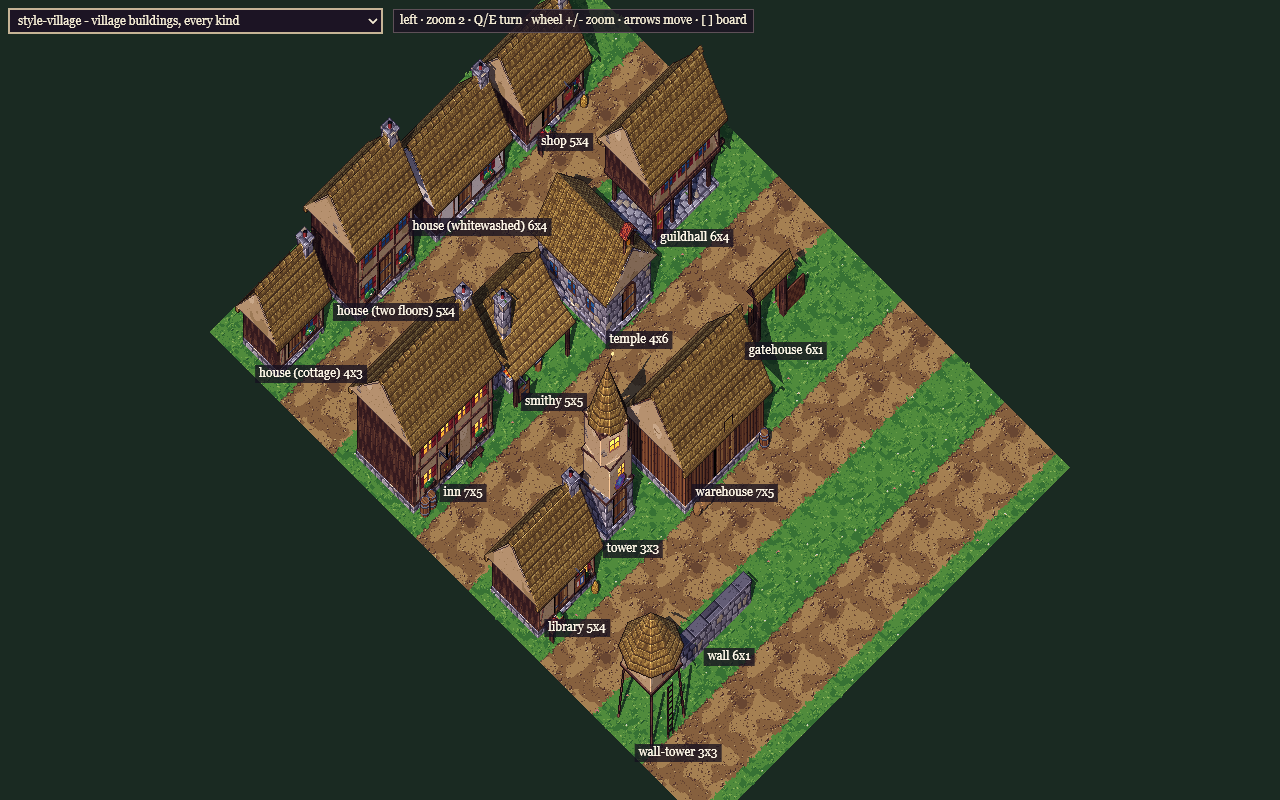 style-village - village buildings, every kind
left · zoom 2 · Q/E turn · wheel +/- zoom · arrows move · [ ] board
shop 5x4
house (whitewashed) 6x4
guildhall 6x4
house (two floors) 5x4
temple 4x6
gatehouse 6x1
house (cottage) 4x3
smithy 5x5
inn 7x5
warehouse 7x5
tower 3x3
library 5x4
wall 6x1
wall-tower 3x3